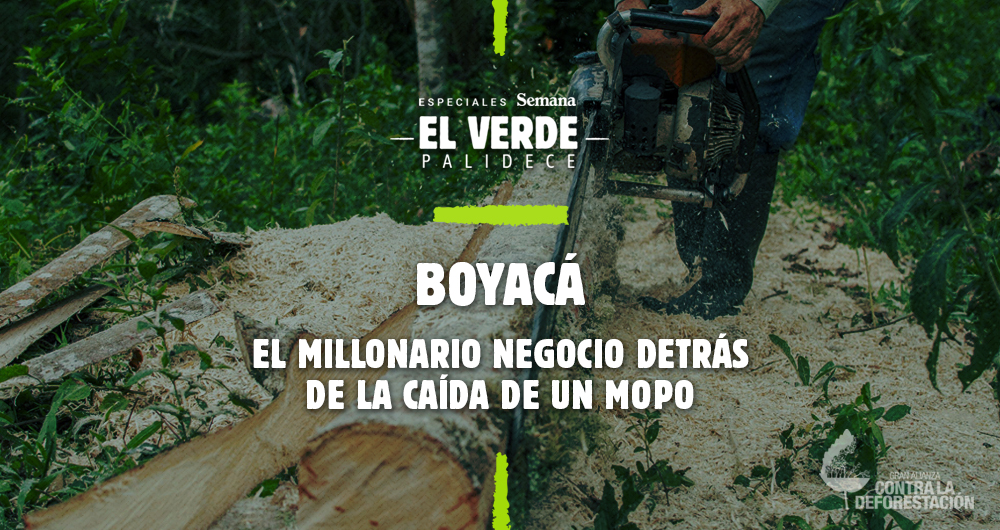 ESPECIALES Semana
EL VERDE
PALIDECE
BOYACÁ
EL MILLONARIO NEGOCIO DETRÁS
DE LA CAÍDA DE UN MOPO
GRAN ALIANZA
CONTRA LA
DEFORESTACIÓN